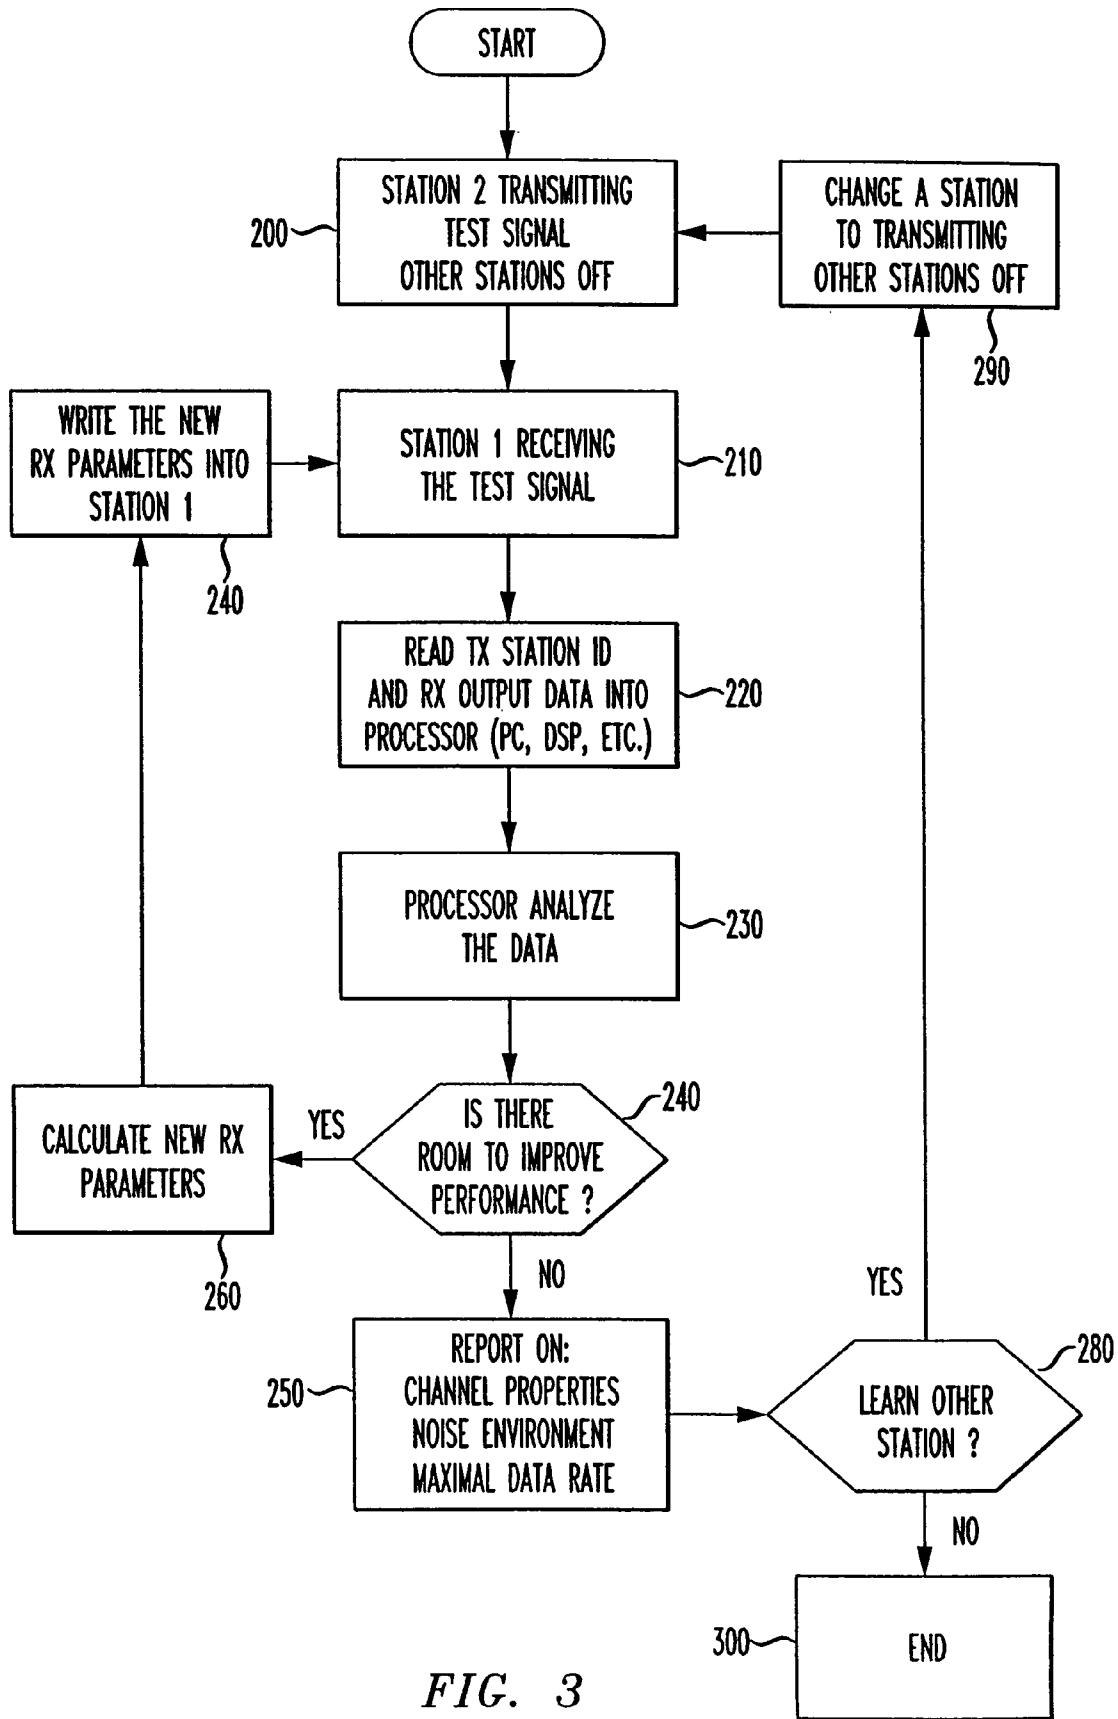 START
STATION 2 TRANSMITTING
TEST SIGNAL
OTHER STATIONS OFF
200
CHANGE A STATION
TO TRANSMITTING
OTHER STATIONS OFF
290
WRITE THE NEW
RX PARAMETERS INTO
STATION 1
240
STATION 1 RECEIVING
THE TEST SIGNAL
210
READ TX STATION ID
AND RX OUTPUT DATA INTO
PROCESSOR (PC, DSP, ETC.)
220
PROCESSOR ANALYZE
THE DATA
230
IS THERE
ROOM TO IMPROVE
PERFORMANCE ?
240
YES
CALCULATE NEW RX
PARAMETERS
260
NO
REPORT ON:
CHANNEL PROPERTIES
NOISE ENVIRONMENT
MAXIMAL DATA RATE
250
YES
LEARN OTHER
STATION ?
280
NO
END
300
FIG. 3